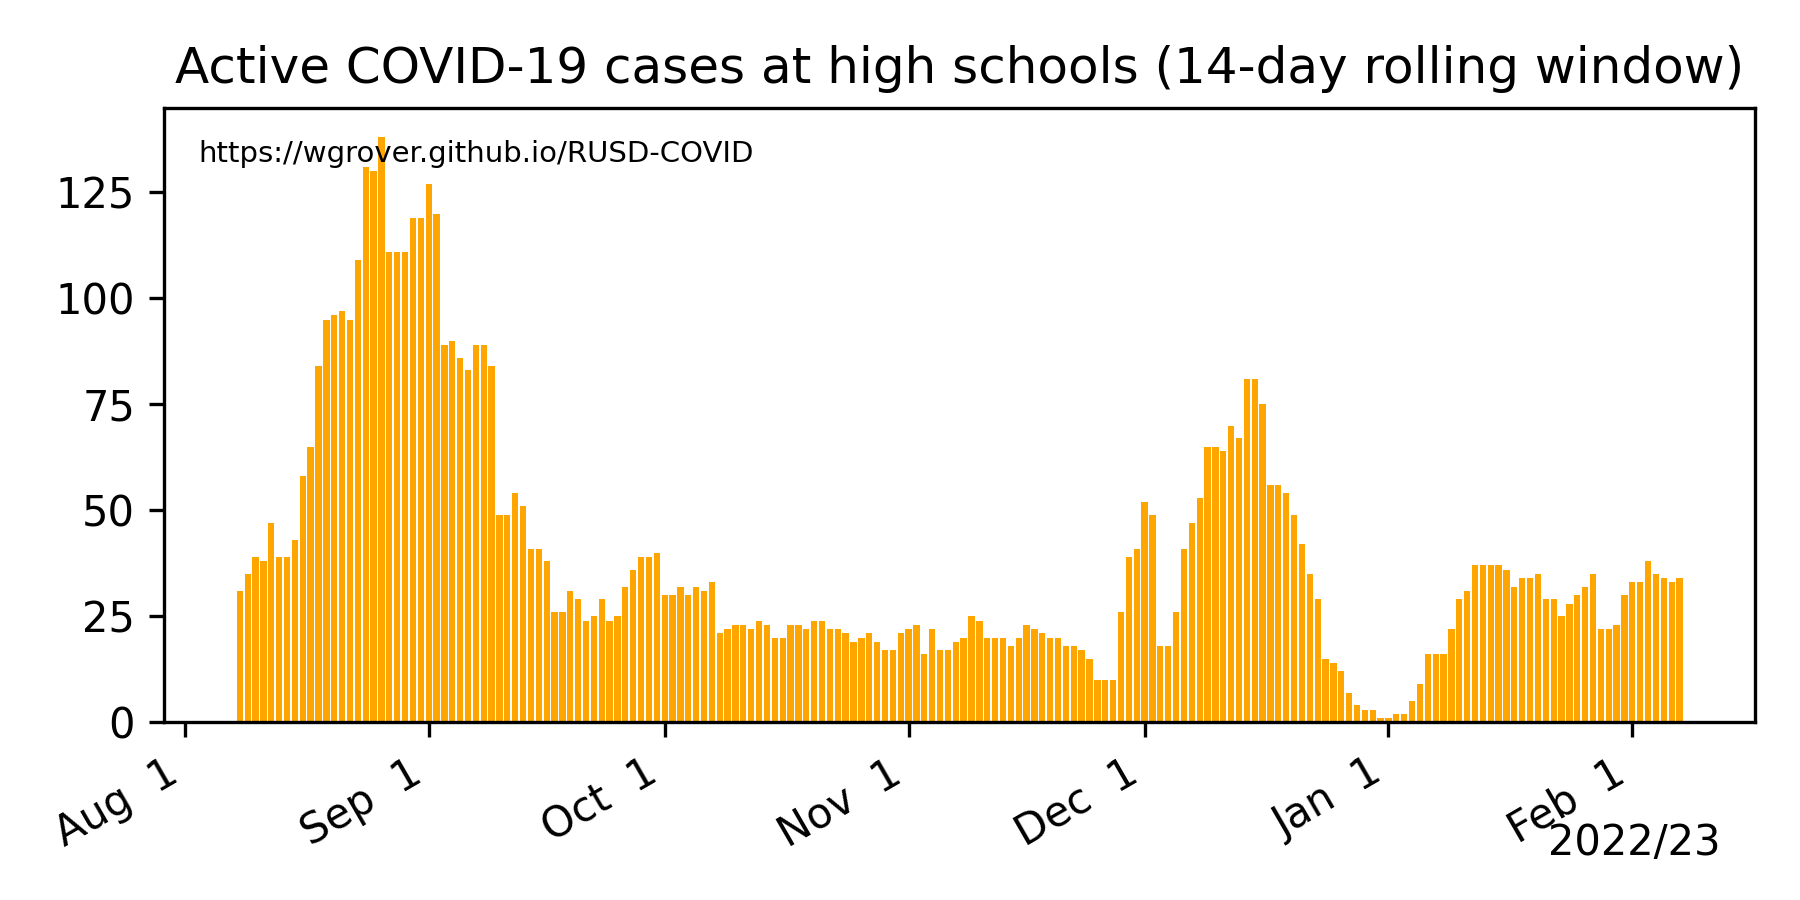 Active COVID-19 cases at high schools (14-day rolling window)
https://wgrover.github.io/RUSD-COVID
125
100
75
50
25
0
Aug 1
Sep 1
Oct 1
Nov 1
Dec 1
Jan 1
Feb 1
2022/23